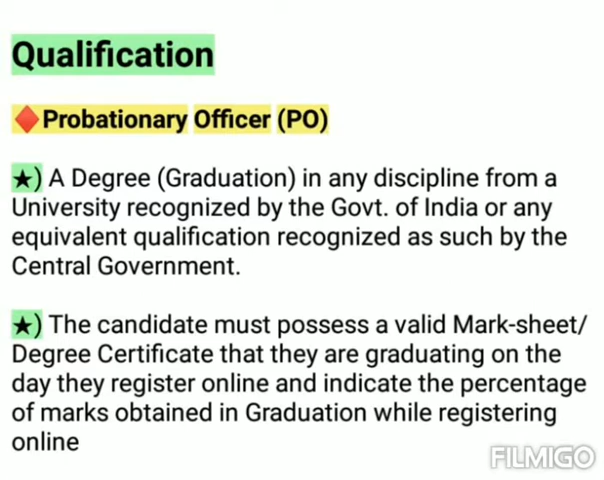 Qualification
♦Probationary Officer (PO)
★) A Degree (Graduation) in any discipline from a
University recognized by the Govt. of India or any
equivalent qualification recognized as such by the
Central Government.
★) The candidate must possess a valid Mark-sheet/
Degree Certificate that they are graduating on the
day they register online and indicate the percentage
of marks obtained in Graduation while registering
online
FILMIGO